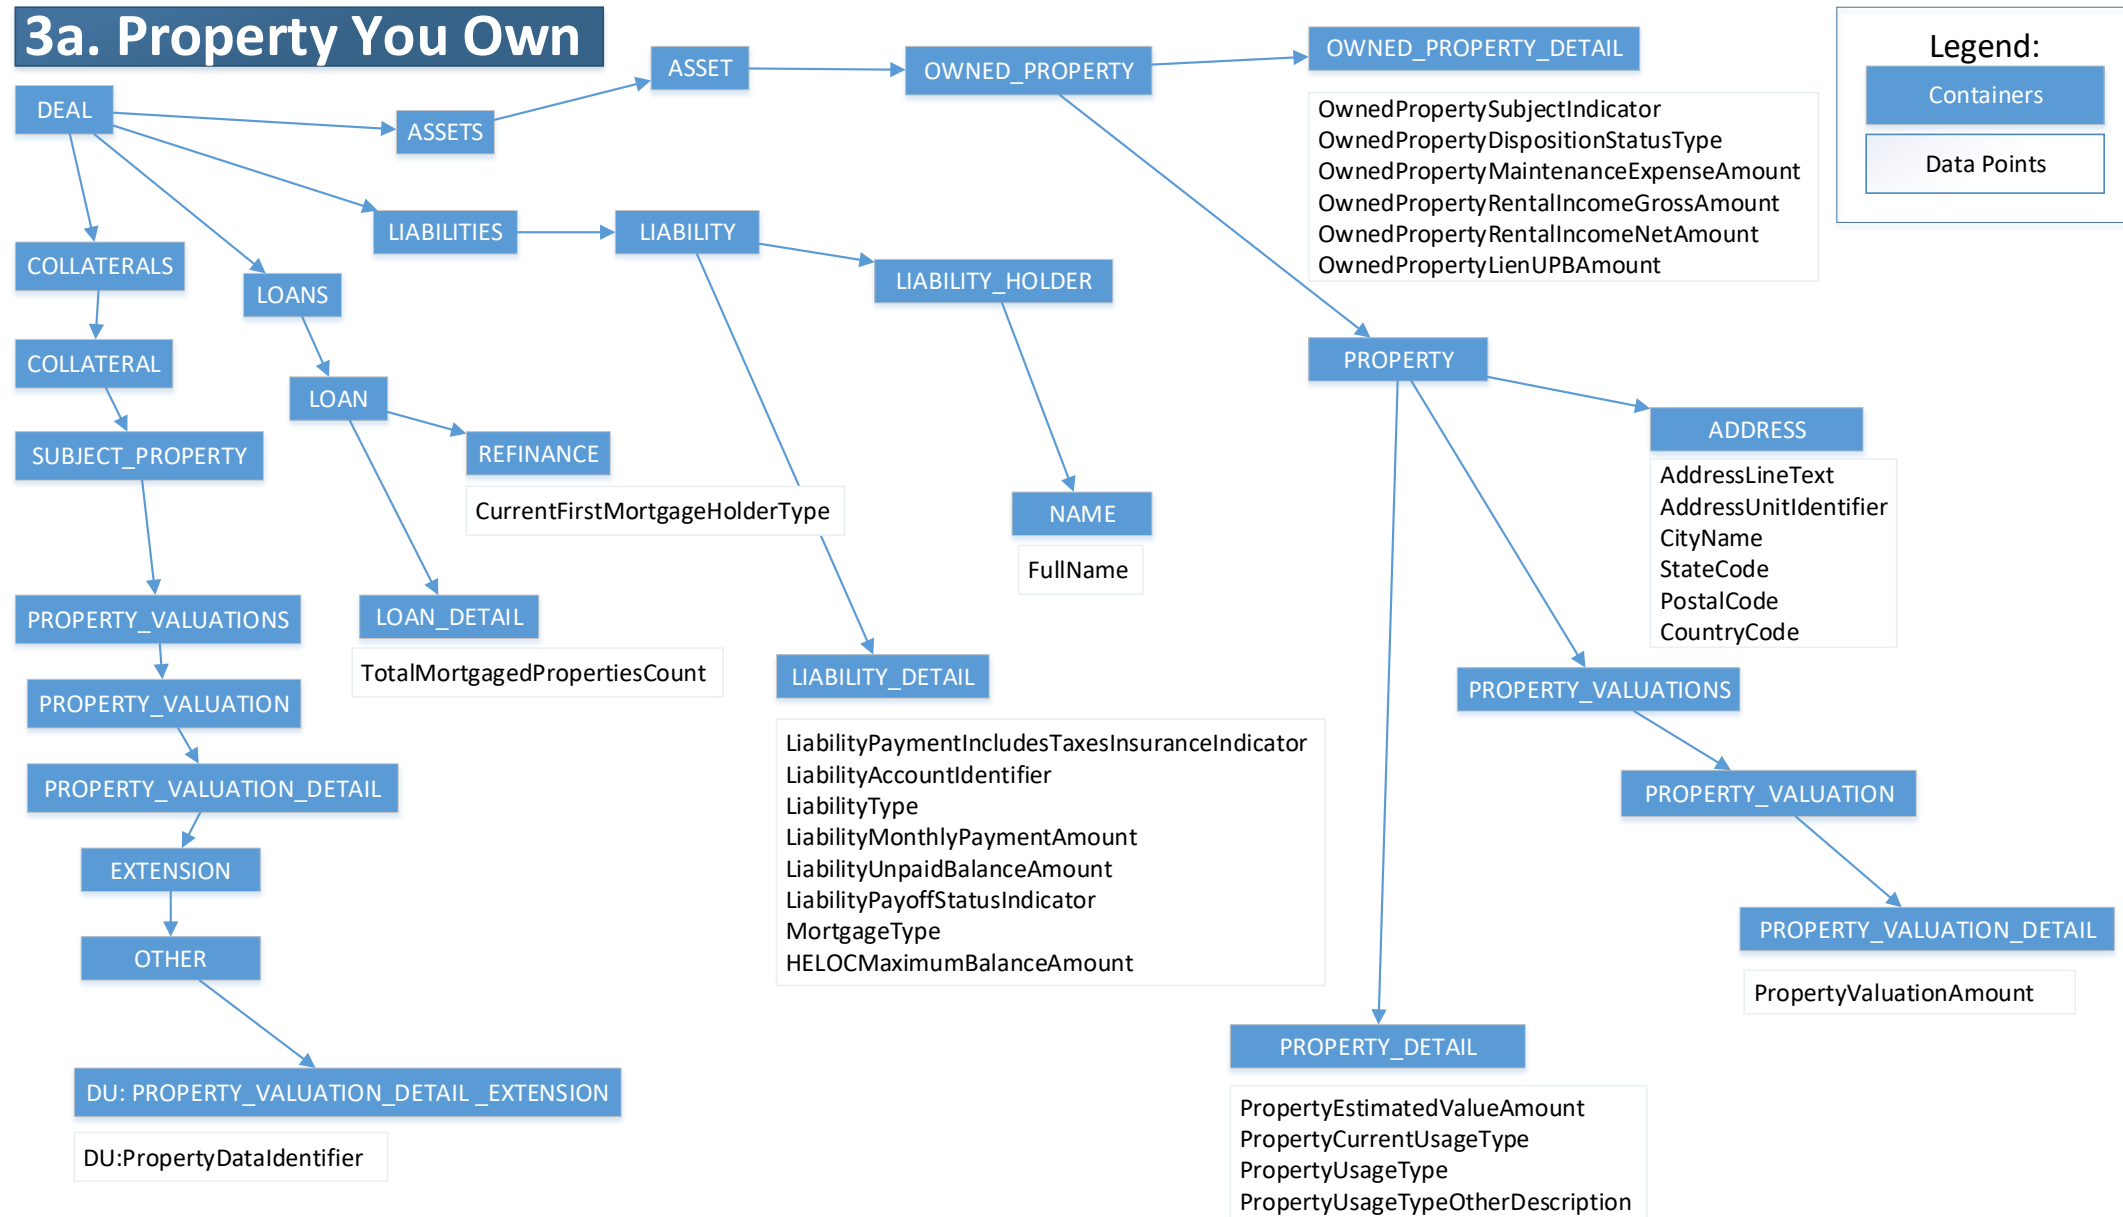 3a. Property You Own
Legend:
Containers
Data Points
DEAL
ASSETS
ASSET
OWNED_PROPERTY
OWNED_PROPERTY_DETAIL
OwnedPropertySubjectIndicator
OwnedPropertyDispositionStatusType
OwnedPropertyMaintenanceExpenseAmount
OwnedPropertyRentalIncomeGrossAmount
OwnedPropertyRentalIncomeNetAmount
OwnedPropertyLienUPBAmount
LIABILITIES
LIABILITY
LIABILITY_HOLDER
NAME
FullName
LIABILITY_DETAIL
LiabilityPaymentIncludesTaxesInsuranceIndicator
LiabilityAccountIdentifier
LiabilityType
LiabilityMonthlyPaymentAmount
LiabilityUnpaidBalanceAmount
LiabilityPayoffStatusIndicator
MortgageType
HELOCMaximumBalanceAmount
COLLATERALS
COLLATERAL
SUBJECT_PROPERTY
PROPERTY_VALUATIONS
PROPERTY_VALUATION
PROPERTY_VALUATION_DETAIL
EXTENSION
OTHER
DU: PROPERTY_VALUATION_DETAIL _EXTENSION
DU:PropertyDataIdentifier
LOANS
LOAN
REFINANCE
CurrentFirstMortgageHolderType
LOAN_DETAIL
TotalMortgagedPropertiesCount
PROPERTY
ADDRESS
AddressLineText
AddressUnitIdentifier
CityName
StateCode
PostalCode
CountryCode
PROPERTY_VALUATIONS
PROPERTY_VALUATION
PROPERTY_VALUATION_DETAIL
PropertyValuationAmount
PROPERTY_DETAIL
PropertyEstimatedValueAmount
PropertyCurrentUsageType
PropertyUsageType
PropertyUsageTypeOtherDescription